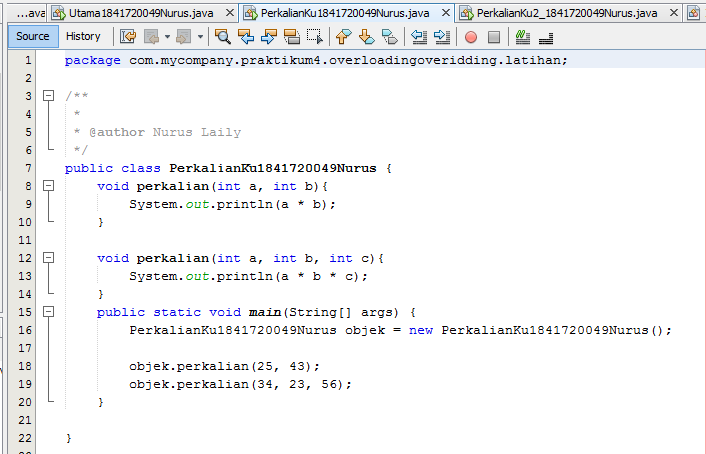 ...ava Utama1841720049Nurus.java PerkalianKu1841720049Nurus.java PerkalianKu2_1841720049Nurus.java
Source History
1 package com.mycompany.praktikum4.overloadingoveridding.latihan;
2
3 /**
4  *
5  * @author Nurus Laily
6  */
7 public class PerkalianKu1841720049Nurus {
8     void perkalian(int a, int b){
9         System.out.println(a * b);
10     }
11
12     void perkalian(int a, int b, int c){
13         System.out.println(a * b * c);
14     }
15     public static void main(String[] args) {
16         PerkalianKu1841720049Nurus objek = new PerkalianKu1841720049Nurus();
17
18         objek.perkalian(25, 43);
19         objek.perkalian(34, 23, 56);
20     }
21
22 }